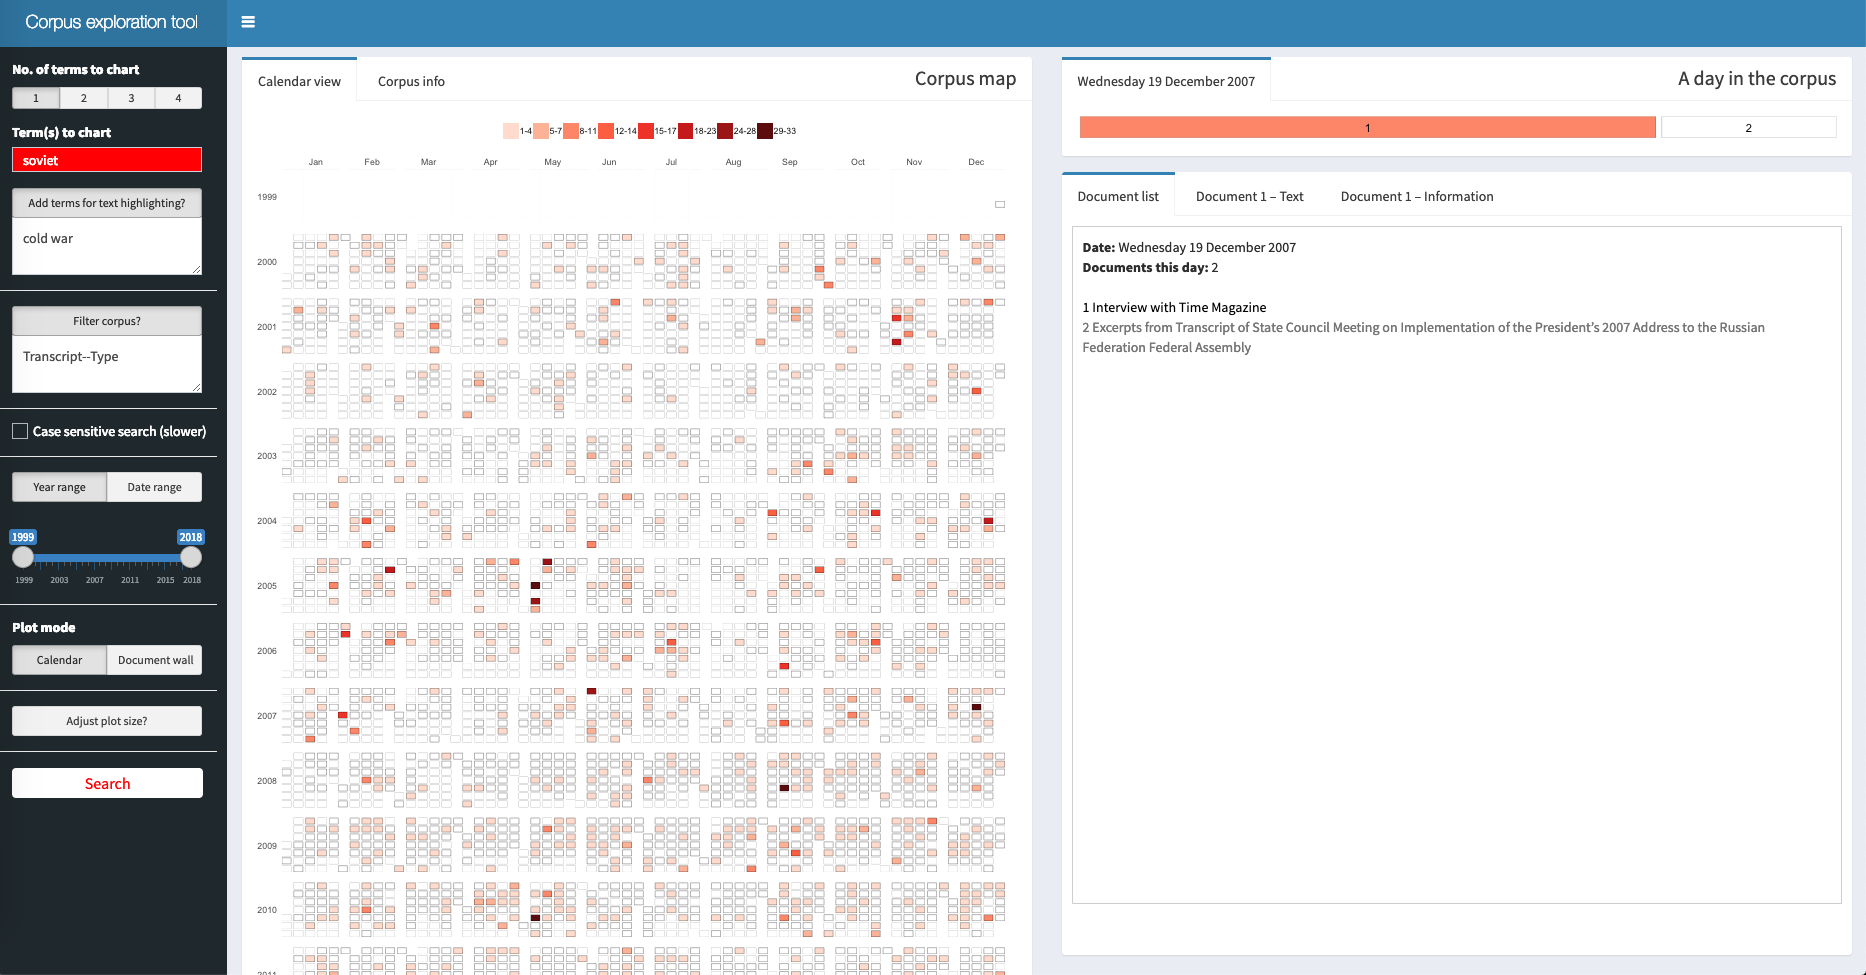 Corpus exploration tool
No. of terms to chart
1 2 3 4
Term(s) to chart
soviet
Add terms for text highlighting?
cold war
Filter corpus?
Transcript--Type
Case sensitive search (slower)
Year range Date range
1999 2018
1999 2003 2007 2011 2015 2018
Plot mode
Calendar Document wall
Adjust plot size?
Search
Calendar view Corpus info Corpus map
1-4 5-7 8-11 12-14 15-17 18-23 24-28 29-33
Jan Feb Mar Apr May Jun Jul Aug Sep Oct Nov Dec
1999
2000
2001
2002
2003
2004
2005
2006
2007
2008
2009
2010
2011
Wednesday 19 December 2007 A day in the corpus
1 2
Document list Document 1 – Text Document 1 – Information
Date: Wednesday 19 December 2007
Documents this day: 2
1 Interview with Time Magazine
2 Excerpts from Transcript of State Council Meeting on Implementation of the President’s 2007 Address to the Russian
Federation Federal Assembly